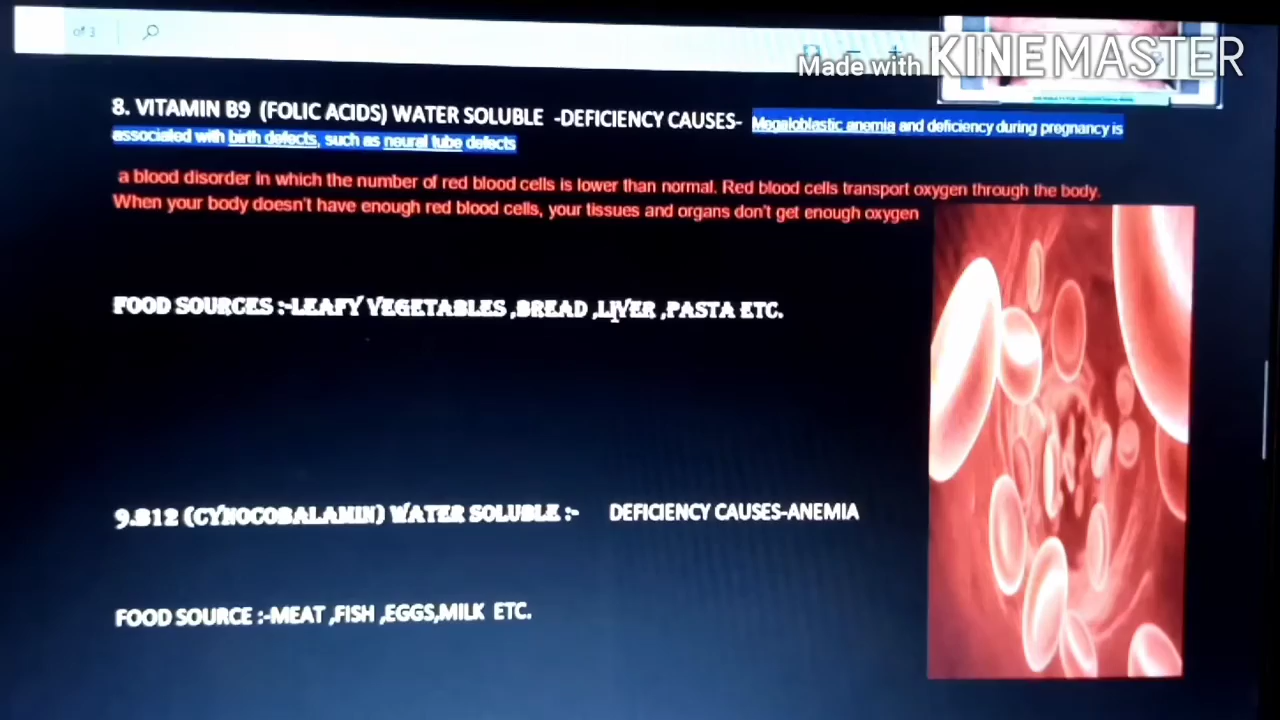 of 3
Made with KINEMASTER
8. VITAMIN B9 (FOLIC ACIDS) WATER SOLUBLE -DEFICIENCY CAUSES- Megaloblastic anemia and deficiency during pregnancy is
associated with birth defects, such as neural tube defects
a blood disorder in which the number of red blood cells is lower than normal. Red blood cells transport oxygen through the body.
When your body doesn't have enough red blood cells, your tissues and organs don't get enough oxygen
FOOD SOURCES :-LEAFY VEGETABLES ,BREAD ,LIVER ,PASTA ETC.
9.B12 (CYNOCOBALAMIN) WATER SOLUBLE :- DEFICIENCY CAUSES-ANEMIA
FOOD SOURCE :-MEAT ,FISH ,EGGS,MILK ETC.